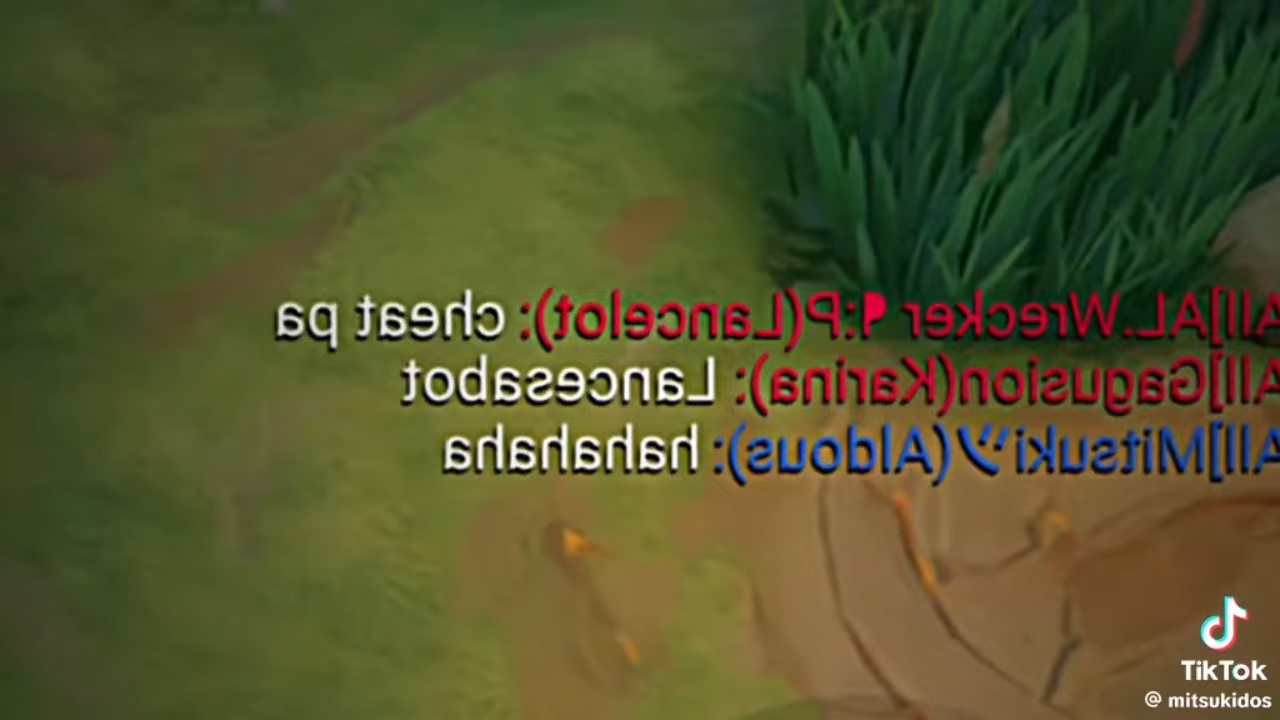 All]AL.Wrecker ¶:P(Lancelot): cheat pa
All]Gagusion(Karina): Lancesabot
All]Mitsukiツ(Aldous): hahahaha
TikTok
@ mitsukidos